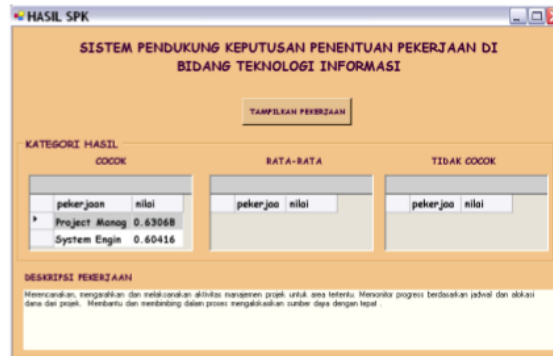 HASIL SPK
SISTEM PENDUKUNG KEPUTUSAN PENENTUAN PEKERJAAN DI
BIDANG TEKNOLOGI INFORMASI
TAMPILKAN PEKERJAAN
KATEGORI HASIL
COCOK
RATA-RATA
TIDAK COCOK
pekerjaan nilai
Project Manag 0.63068
System Engin 0.60416
pekerjaa nilai
pekerjaa nilai
DESKRIPSI PEKERJAAN
Merencanakan, mengarahkan dan melaksanakan aktivitas manajemen projek untuk area tertentu. Memonitor progress berdasarkan jadwal dan alokasi
dana dari projek. Membantu dan membimbing dalam proses mengalokasikan sumber daya dengan tepat .